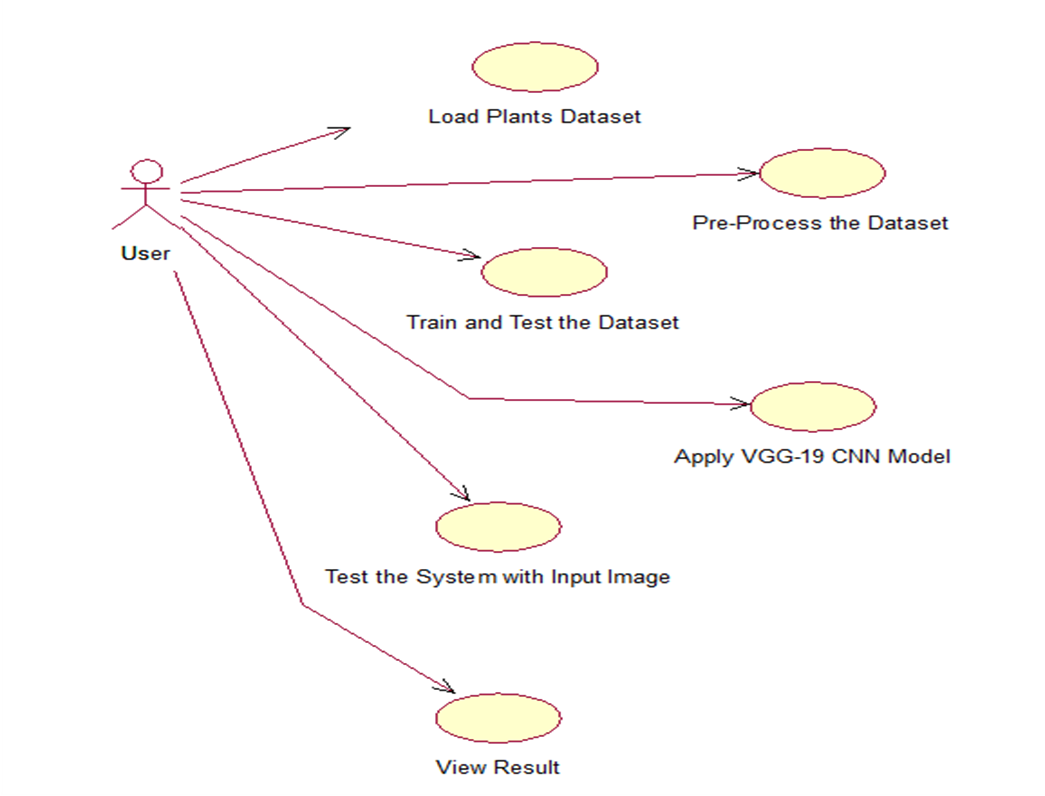 Load Plants Dataset
Pre-Process the Dataset
User
Train and Test the Dataset
Apply VGG-19 CNN Model
Test the System with Input Image
View Result